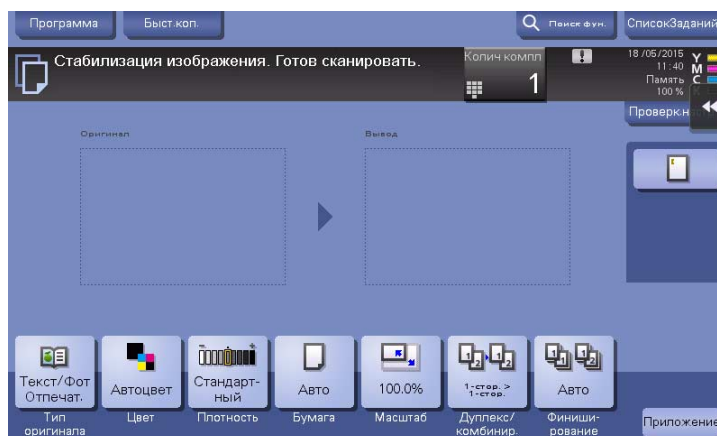 Программа
Быст.коп.
Поиск фун.
СписокЗаданий
Стабилизация изображения. Готов сканировать.
Колич компл
1
18/05/2015
11:40
Память
100 %
Y
M
C
K
Проверк.н
Оригинал
Вывод
Текст/Фот
Отпечат.
Автоцвет
Стандарт-
ный
Авто
100.0%
1-стор. >
1-стор.
Авто
Тип
оригинала
Цвет
Плотность
Бумага
Масштаб
Дуплекс/
комбинир.
Финиши-
рование
Приложение